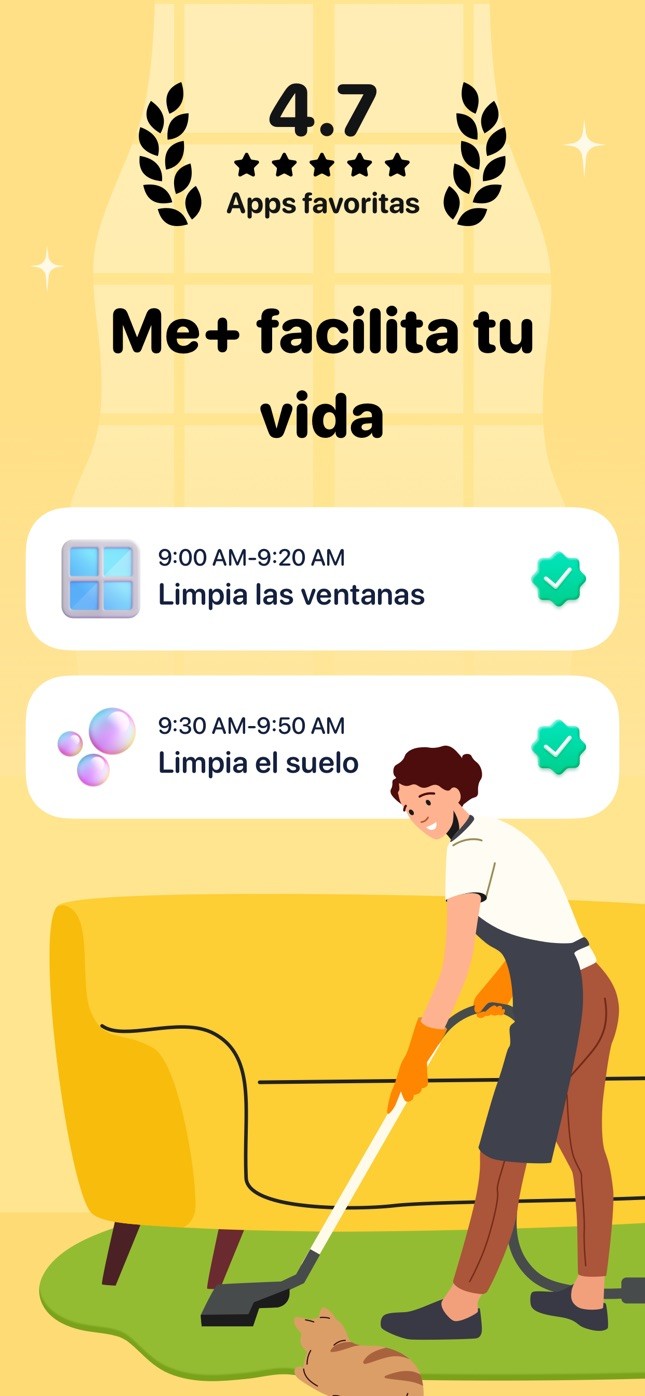 4.7
Apps favoritas
Me+ facilita tu
vida
9:00 AM-9:20 AM
Limpia las ventanas
9:30 AM-9:50 AM
Limpia el suelo